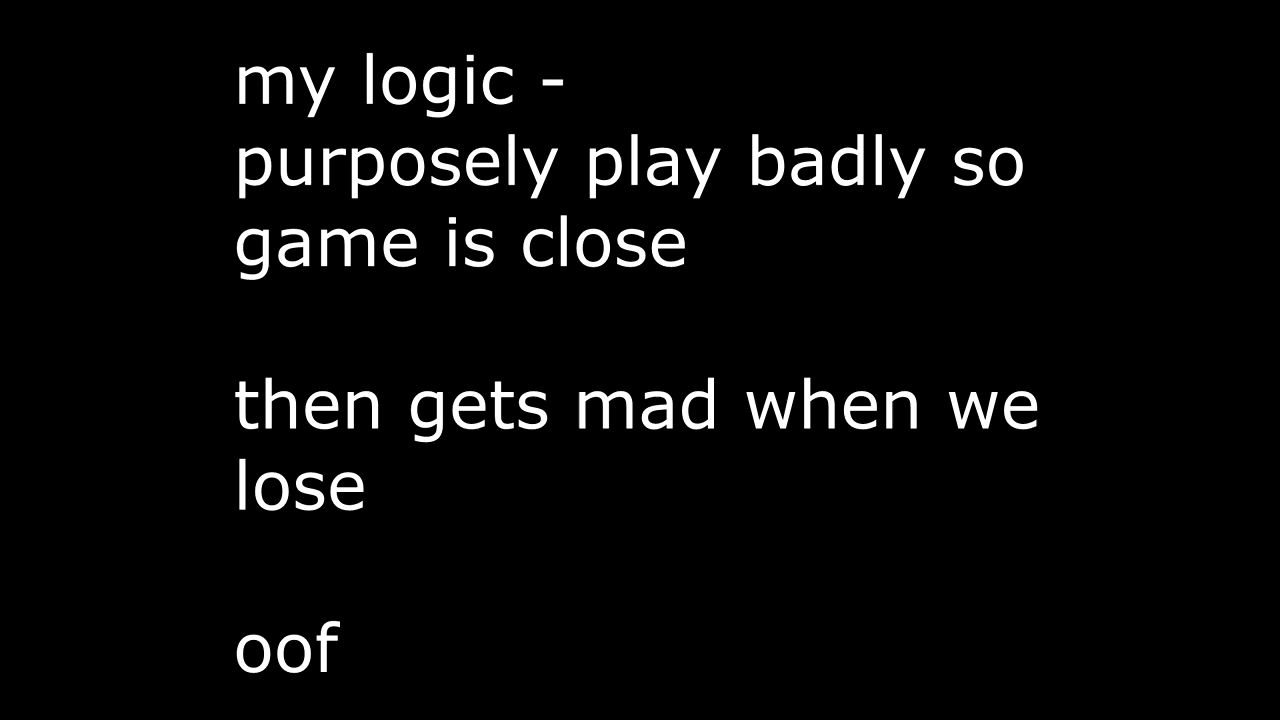 my logic -
purposely play badly so
game is close
then gets mad when we
lose
oof